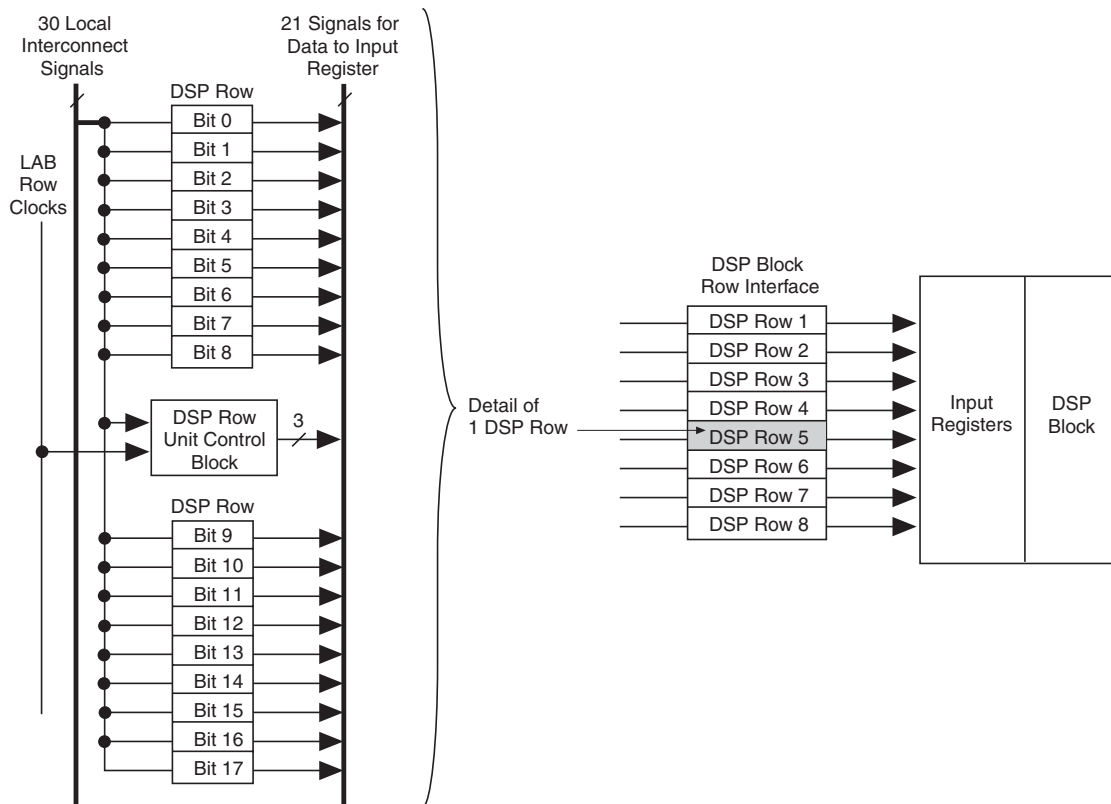 30 Local
Interconnect
Signals
21 Signals for
Data to Input
Register
DSP Row
Bit 0
Bit 1
Bit 2
Bit 3
Bit 4
Bit 5
Bit 6
Bit 7
Bit 8
LAB
Row
Clocks
DSP Row
Unit Control
Block
3
DSP Row
Bit 9
Bit 10
Bit 11
Bit 12
Bit 13
Bit 14
Bit 15
Bit 16
Bit 17
Detail of
1 DSP Row
DSP Block
Row Interface
DSP Row 1
DSP Row 2
DSP Row 3
DSP Row 4
DSP Row 5
DSP Row 6
DSP Row 7
DSP Row 8
Input
Registers
DSP
Block